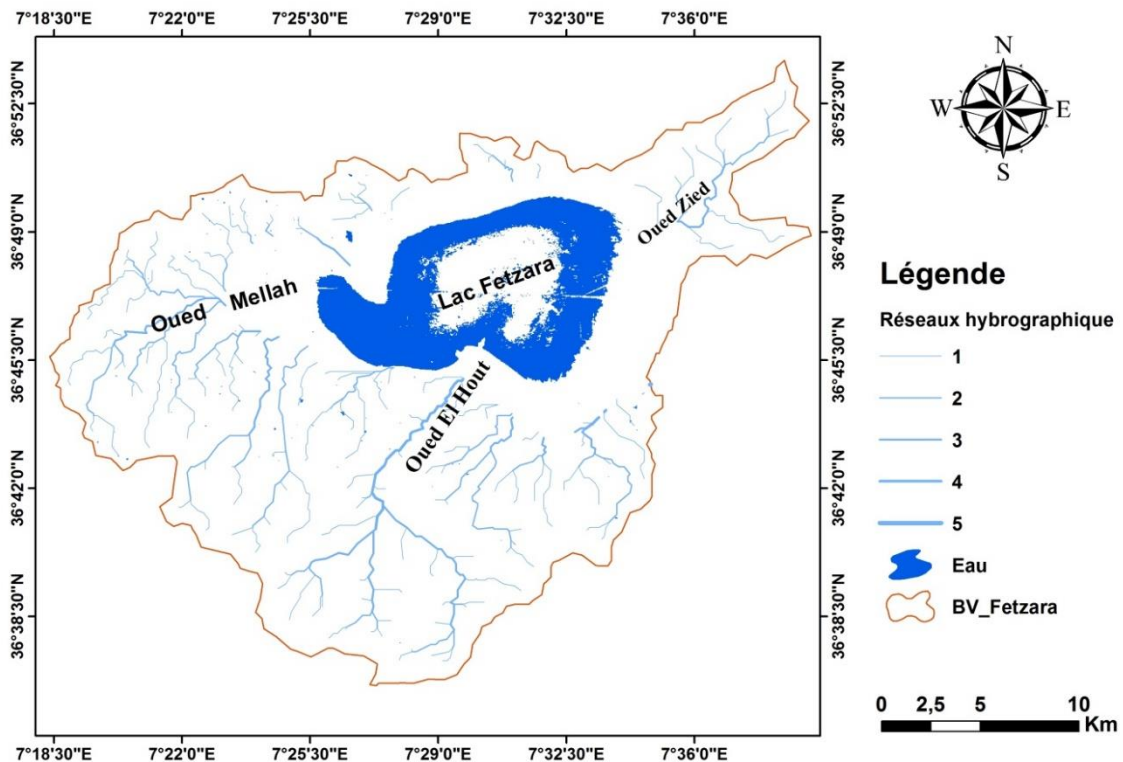 7°18'30"E 7°22'0"E 7°25'30"E 7°29'0"E 7°32'30"E 7°36'0"E
36°52'30"N
36°49'0"N
36°45'30"N
36°42'0"N
36°38'30"N
Oued Zied
Lac Fetzara
Oued Mellah
Oued El Hout
36°52'30"N
36°49'0"N
36°45'30"N
36°42'0"N
36°38'30"N
7°18'30"E 7°22'0"E 7°25'30"E 7°29'0"E 7°32'30"E 7°36'0"E
N
W E
S
Légende
Réseaux hybrographique
1
2
3
4
5
Eau
BV_Fetzara
0 2,5 5 10
Km